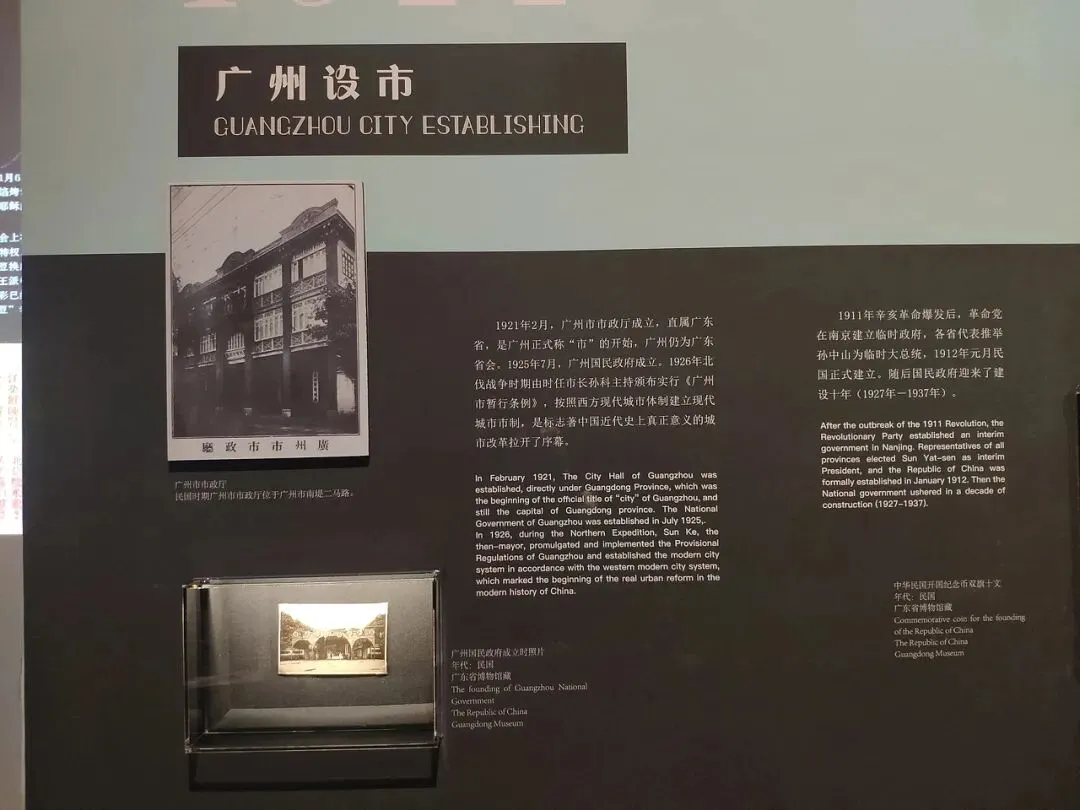 广州设市
GUANGZHOU CITY ESTABLISHING
廳政市市州廣
广州市市政厅
民国时期广州市市政厅位于广州市南堤二马路。
1921年2月，广州市市政厅成立，直属广东
省，是广州正式称“市”的开始，广州仍为广东
省会。1925年7月，广州国民政府成立。1926年北
伐战争时期由时任市长孙科主持颁布实行《广州
市暂行条例》，按照西方现代城市体制建立现代
城市市制，是标志著中国近代史上真正意义的城
市改革拉开了序幕。
In February 1921, The City Hall of Guangzhou was
established, directly under Guangdong Province, which was
the beginning of the official title of “city” of Guangzhou, and
still the capital of Guangdong province. The National
Government of Guangzhou was established in July 1925,.
In 1926, during the Northern Expedition, Sun Ke, the
then-mayor, promulgated and implemented the Provisional
Regulations of Guangzhou and established the modern city
system in accordance with the western modern city system,
which marked the beginning of the real urban reform in the
modern history of China.
1911年辛亥革命爆发后，革命党
在南京建立临时政府，各省代表推举
孙中山为临时大总统，1912年元月民
国正式建立。随后国民政府迎来了建
设十年（1927年－1937年）。
After the outbreak of the 1911 Revolution, the
Revolutionary Party established an interim
government in Nanjing. Representatives of all
provinces elected Sun Yat-sen as interim
President, and the Republic of China was
formally established in January 1912. Then the
National government ushered in a decade of
construction (1927-1937).
广州国民政府成立时照片
年代：民国
广东省博物馆藏
The founding of Guangzhou National
Government
The Republic of China
Guangdong Museum
中华民国开国纪念币双旗十文
年代：民国
广东省博物馆藏
Commemorative coin for the founding
of the Republic of China
The Republic of China
Guangdong Museum